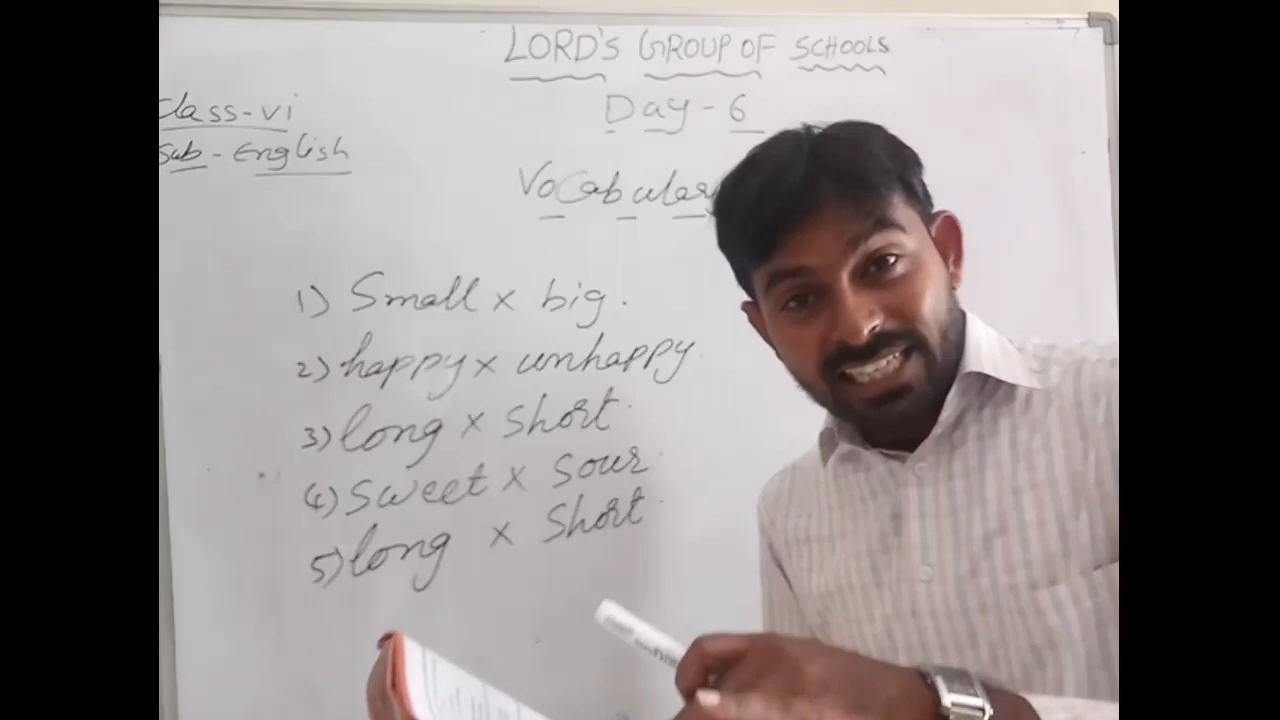 LORD'S GROUP OF SCHOOLS
Day - 6
Class - vi
Sub - English
Vocabulary
1) Small x big.
2) happy x unhappy
3) long x short
4) Sweet x Sour
5) long x Short